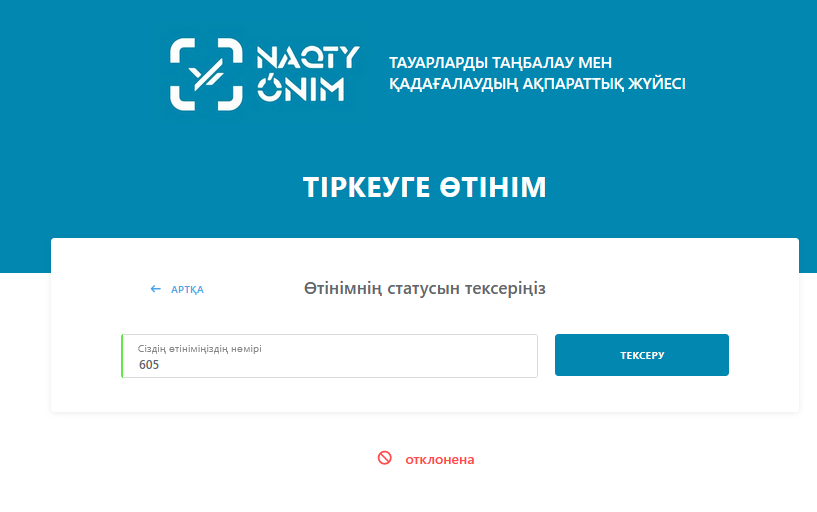 NAQTY
ÓNIM
ТАУАРЛАРДЫ ТАҢБАЛАУ МЕН
ҚАДАҒАЛАУДЫҢ АҚПАРАТТЫҚ ЖҮЙЕСІ
ТІРКЕУГЕ ӨТІНІМ
← АРТҚА
Өтінімнің статусын тексеріңіз
Сіздің өтініміңіздің нөмірі
605
ТЕКСЕРУ
отклонена